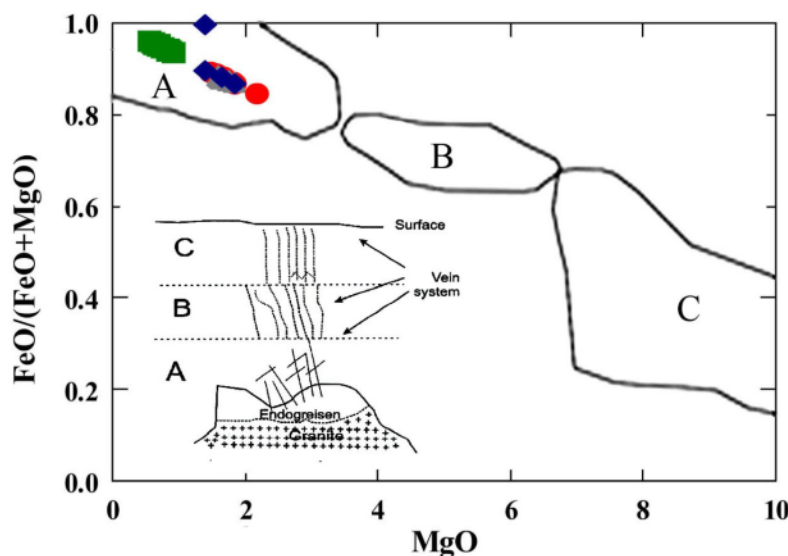 1.0
A
0.8
B
0.6
0.4
0.2
0.0
FeO/(FeO+MgO)
C
Surface
C
Vein
system
B
A
Endogreisen
Granite
0
2
4
6
8
10
MgO